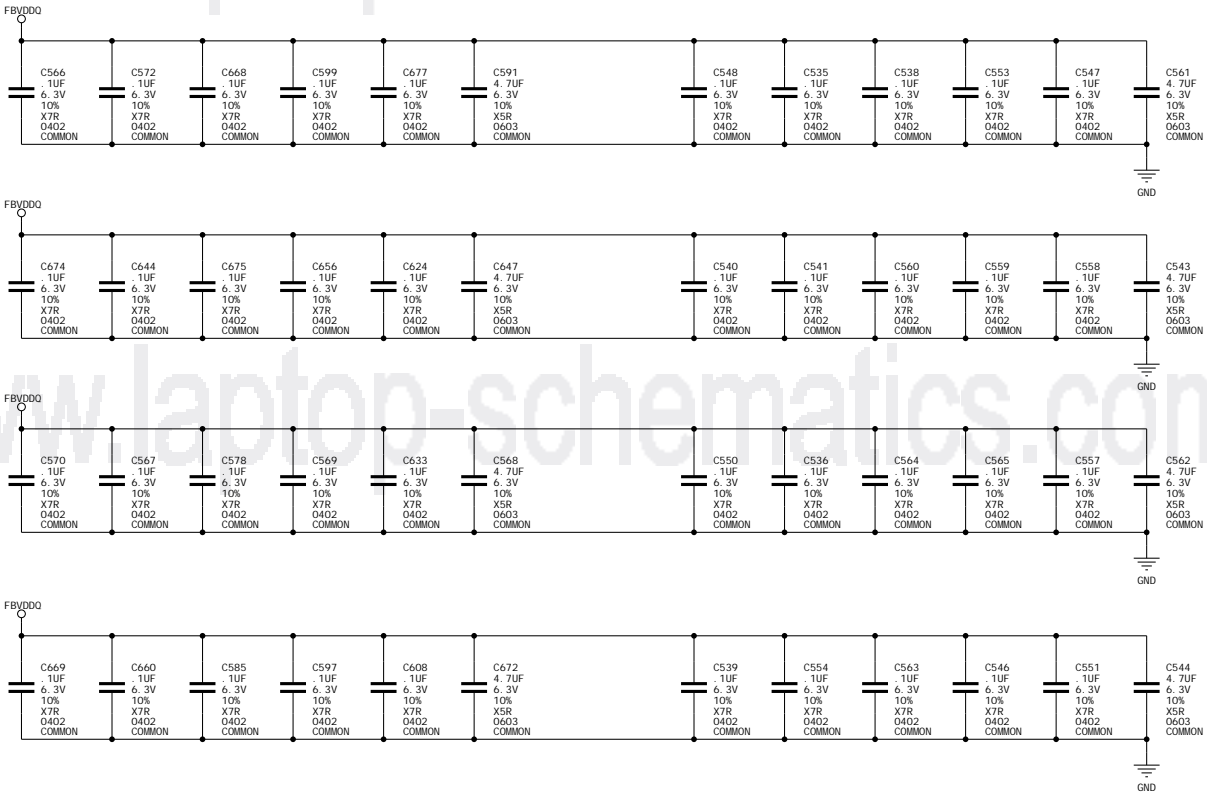 FBVDDQ
C566 C572 C668 C599 C677 C591 C548 C535 C538 C553 C547 C561
.1UF .1UF .1UF .1UF .1UF 4.7UF .1UF .1UF .1UF .1UF .1UF 4.7UF
6.3V 6.3V 6.3V 6.3V 6.3V 6.3V 6.3V 6.3V 6.3V 6.3V 6.3V 6.3V
10% 10% 10% 10% 10% 10% 10% 10% 10% 10% 10% 10%
X7R X7R X7R X7R X7R X5R X7R X7R X7R X7R X7R X5R
0402 0402 0402 0402 0402 0603 0402 0402 0402 0402 0402 0603
COMMON COMMON COMMON COMMON COMMON COMMON COMMON COMMON COMMON COMMON COMMON COMMON
GND
FBVDDQ
C674 C644 C675 C656 C624 C647 C540 C541 C560 C559 C558 C543
.1UF .1UF .1UF .1UF .1UF 4.7UF .1UF .1UF .1UF .1UF .1UF 4.7UF
6.3V 6.3V 6.3V 6.3V 6.3V 6.3V 6.3V 6.3V 6.3V 6.3V 6.3V 6.3V
10% 10% 10% 10% 10% 10% 10% 10% 10% 10% 10% 10%
X7R X7R X7R X7R X7R X5R X7R X7R X7R X7R X7R X5R
0402 0402 0402 0402 0402 0603 0402 0402 0402 0402 0402 0603
COMMON COMMON COMMON COMMON COMMON COMMON COMMON COMMON COMMON COMMON COMMON COMMON
GND
w.laptop-schematics.com
FBVDDQ
C570 C567 C578 C569 C633 C568 C550 C536 C564 C565 C557 C562
.1UF .1UF .1UF .1UF .1UF 4.7UF .1UF .1UF .1UF .1UF .1UF 4.7UF
6.3V 6.3V 6.3V 6.3V 6.3V 6.3V 6.3V 6.3V 6.3V 6.3V 6.3V 6.3V
10% 10% 10% 10% 10% 10% 10% 10% 10% 10% 10% 10%
X7R X7R X7R X7R X7R X5R X7R X7R X7R X7R X7R X5R
0402 0402 0402 0402 0402 0603 0402 0402 0402 0402 0402 0603
COMMON COMMON COMMON COMMON COMMON COMMON COMMON COMMON COMMON COMMON COMMON COMMON
GND
FBVDDQ
C669 C660 C585 C597 C608 C672 C539 C554 C563 C546 C551 C544
.1UF .1UF .1UF .1UF .1UF 4.7UF .1UF .1UF .1UF .1UF .1UF 4.7UF
6.3V 6.3V 6.3V 6.3V 6.3V 6.3V 6.3V 6.3V 6.3V 6.3V 6.3V 6.3V
10% 10% 10% 10% 10% 10% 10% 10% 10% 10% 10% 10%
X7R X7R X7R X7R X7R X5R X7R X7R X7R X7R X7R X5R
0402 0402 0402 0402 0402 0603 0402 0402 0402 0402 0402 0603
COMMON COMMON COMMON COMMON COMMON COMMON COMMON COMMON COMMON COMMON COMMON COMMON
GND